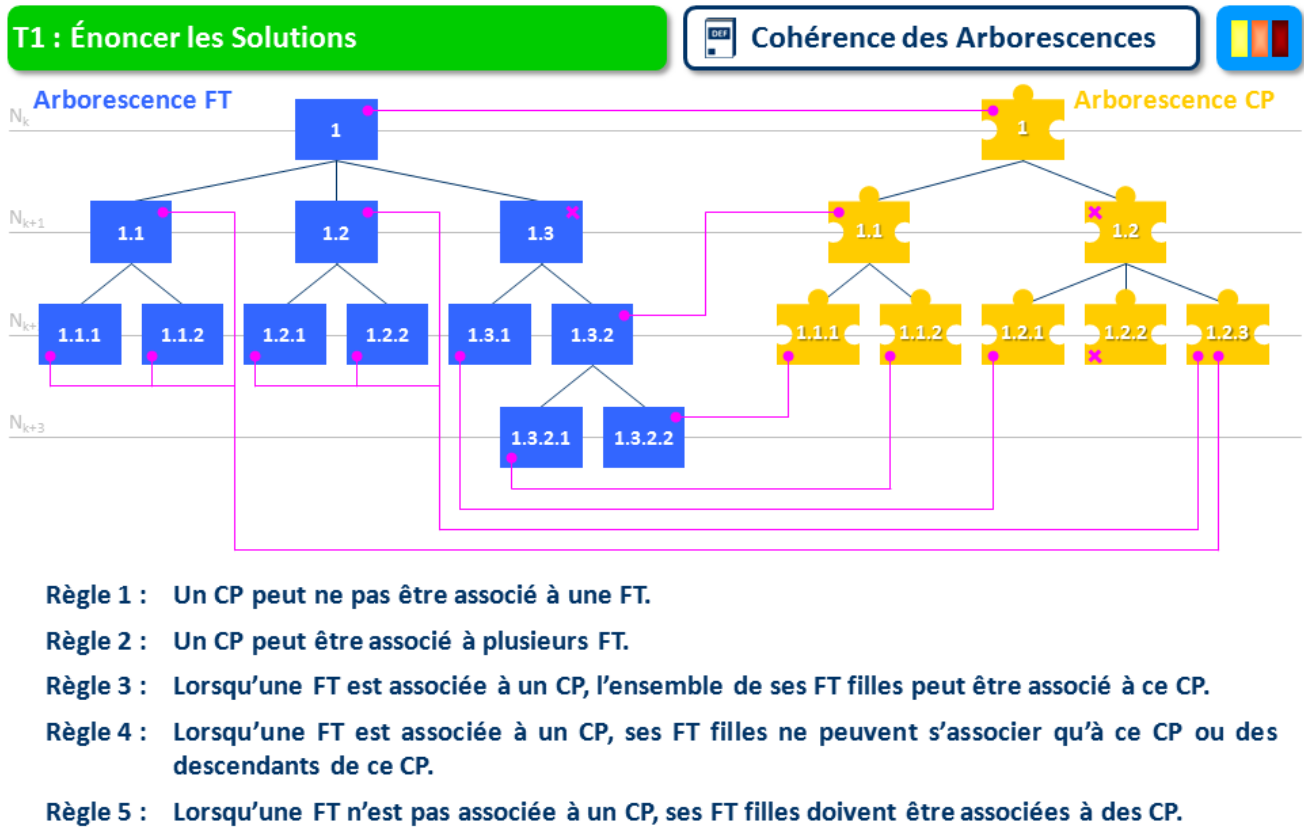 T1 : Énoncer les Solutions
DEF
Cohérence des Arborescences
Arborescence FT
Arborescence CP
Nk
1
1
Nk+1
1.1
1.2
1.3
1.1
1.2
Nk+
1.1.1
1.1.2
1.2.1
1.2.2
1.3.1
1.3.2
1.1.1
1.1.2
1.2.1
1.2.2
1.2.3
Nk+3
1.3.2.1
1.3.2.2
Règle 1 : Un CP peut ne pas être associé à une FT.
Règle 2 : Un CP peut être associé à plusieurs FT.
Règle 3 : Lorsqu’une FT est associée à un CP, l’ensemble de ses FT filles peut être associé à ce CP.
Règle 4 : Lorsqu’une FT est associée à un CP, ses FT filles ne peuvent s’associer qu’à ce CP ou des
descendants de ce CP.
Règle 5 : Lorsqu’une FT n’est pas associée à un CP, ses FT filles doivent être associées à des CP.